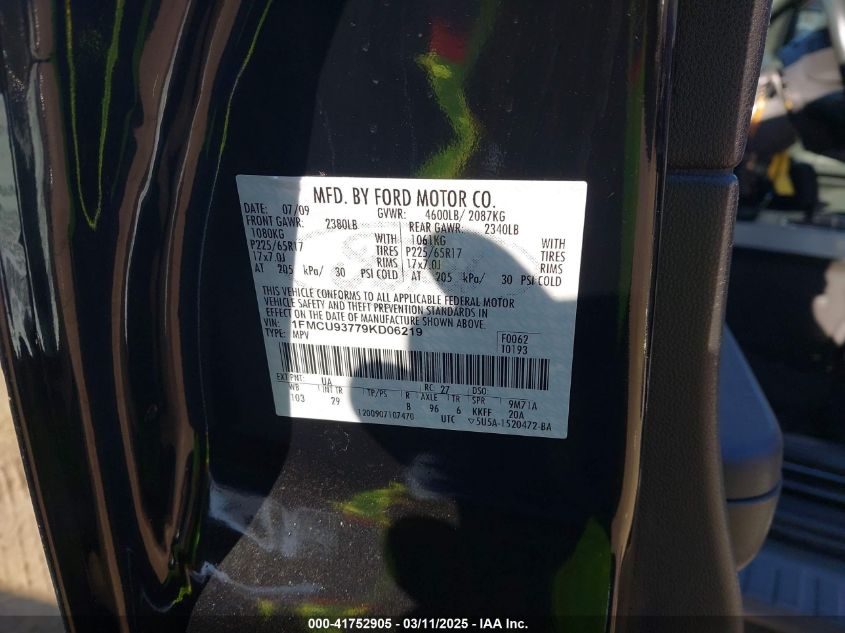 MFD. BY FORD MOTOR CO.
DATE: 07/09 GVWR: 4600LB/ 2087KG
FRONT GAWR: 2380LB REAR GAWR: 2340LB
1080KG WITH 1061KG WITH
P225/65R17 TIRES P225/65R17 TIRES
17x7.0J RIMS 17x7.0J RIMS
AT 205 kPa/ 30 PSI COLD AT 205 kPa/ 30 PSI COLD
THIS VEHICLE CONFORMS TO ALL APPLICABLE FEDERAL MOTOR
VEHICLE SAFETY AND THEFT PREVENTION STANDARDS IN
EFFECT ON THE DATE OF MANUFACTURE SHOWN ABOVE.
VIN: 1FMCU93779KD06219 F0062
TYPE: MPV 10193
EXT PNT: UA RC: 27 DSO:
WB INT TR TP/PS R AXLE TR SPR 9M71A
103 29 B 96 6 KKFF 20A
1200907107470 UTC ▽5U5A-1520472-BA
000-41752905 - 03/11/2025 - IAA Inc.